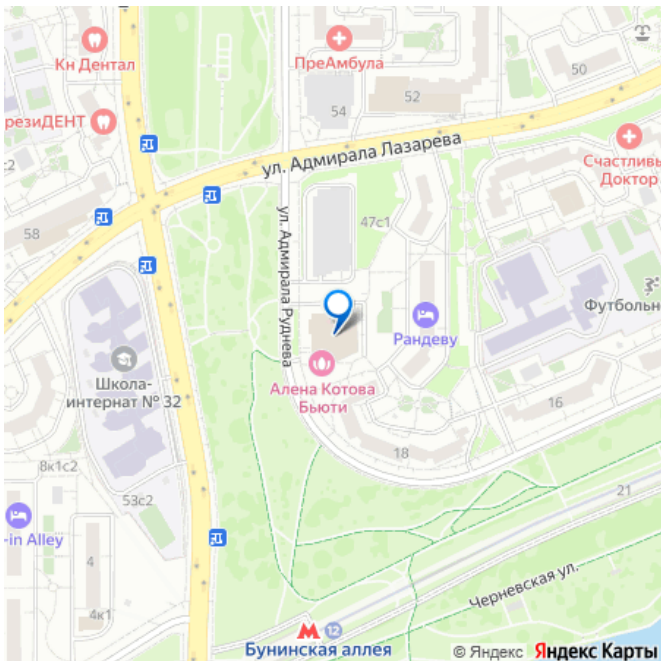 Кн Дентал
ПреАмбула
50
52
54
резиДЕНТ
с2
ул. Адмирала Лазарева
Счастливы
Доктор
58
47с1
ул. Адмирала Руднева
Футбольн
Рандеву
Школа-
интернат № 32
Алена Котова
Бьюти
16
18
8к1с2
53с2
21
-in Alley
4
4к1
Черневская ул.
12
Бунинская аллея
© Яндекс Яндекс Карты